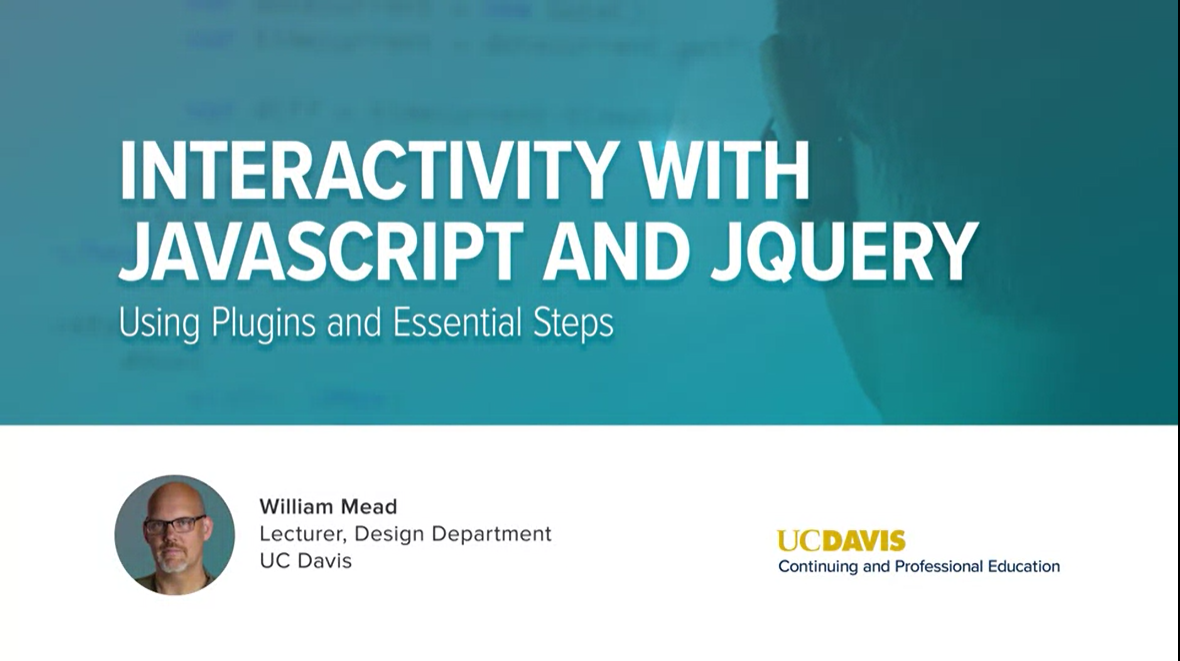 INTERACTIVITY WITH
JAVASCRIPT AND JQUERY
Using Plugins and Essential Steps
William Mead
Lecturer, Design Department
UC Davis
UCDAVIS
Continuing and Professional Education